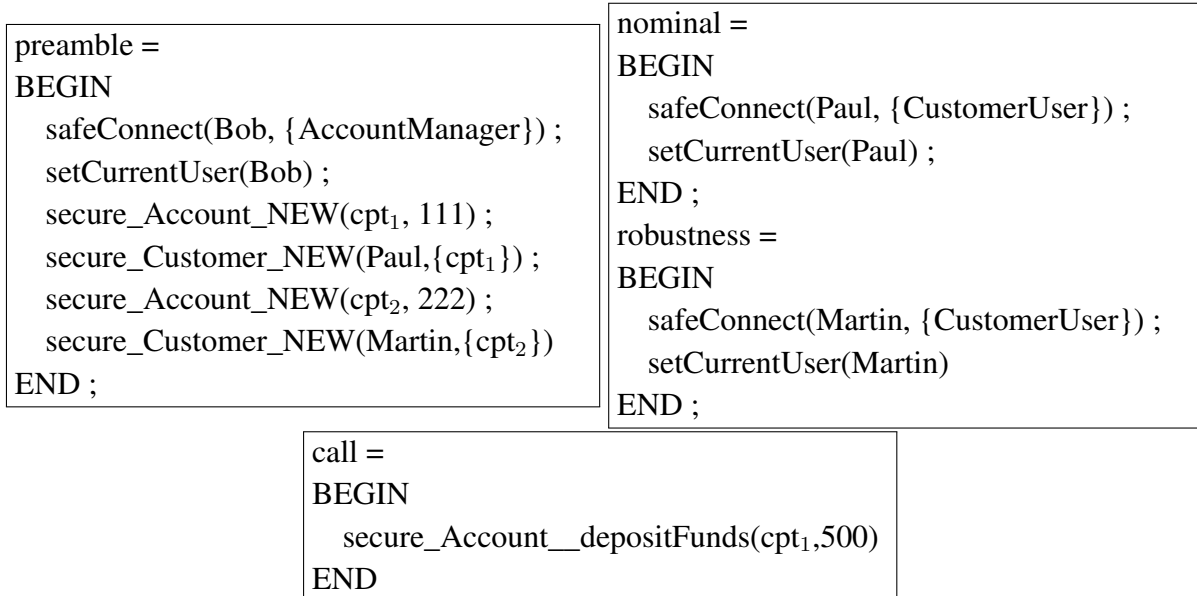 preamble =
BEGIN
safeConnect(Bob, {AccountManager}) ;
setCurrentUser(Bob) ;
secure_Account_NEW(cpt₁, 111) ;
secure_Customer_NEW(Paul,{cpt₁}) ;
secure_Account_NEW(cpt₂, 222) ;
secure_Customer_NEW(Martin,{cpt₂})
END ;
nominal =
BEGIN
safeConnect(Paul, {CustomerUser}) ;
setCurrentUser(Paul) ;
END ;
robustness =
BEGIN
safeConnect(Martin, {CustomerUser}) ;
setCurrentUser(Martin)
END ;
call =
BEGIN
secure_Account__depositFunds(cpt₁,500)
END